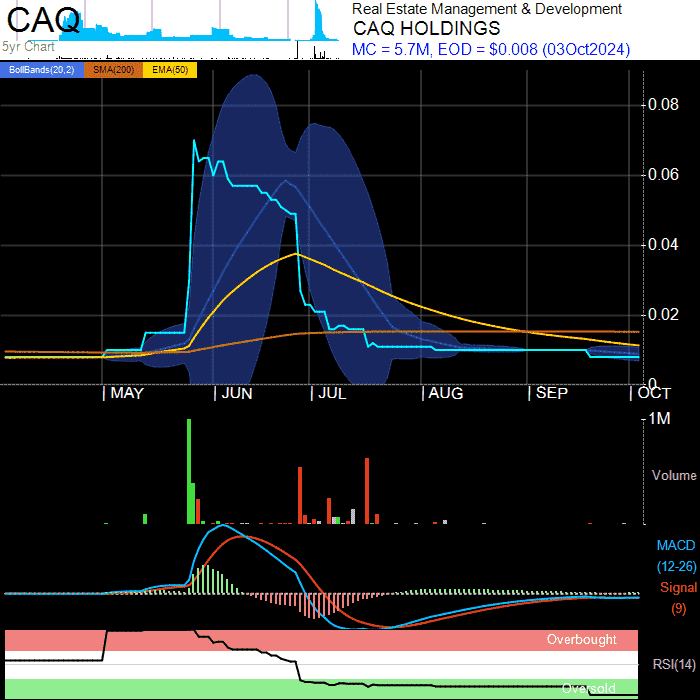 CAQ
5yr Chart
Real Estate Management & Development
CAQ HOLDINGS
MC = 5.7M, EOD = $0.008 (03Oct2024)
BollBands(20,2) SMA(200) EMA(50)
0.08
0.06
0.04
0.02
0
| MAY | JUN | JUL | AUG | SEP | OCT
1M
Volume
MACD
(12-26)
Signal
(9)
Overbought
RSI(14)
Oversold